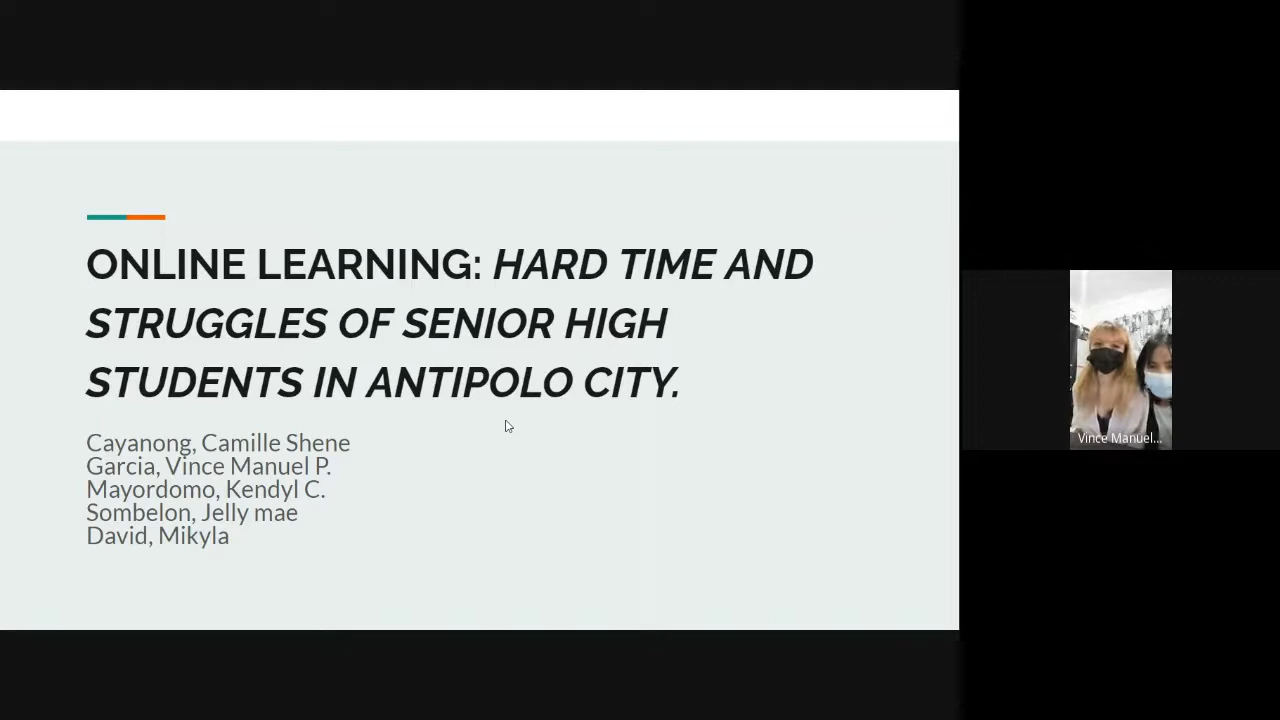 ONLINE LEARNING: HARD TIME AND
STRUGGLES OF SENIOR HIGH
STUDENTS IN ANTIPOLO CITY.
Cayanong, Camille Shene
Garcia, Vince Manuel P.
Mayordomo, Kendyl C.
Sombelon, Jelly mae
David, Mikyla
Vince Manuel...